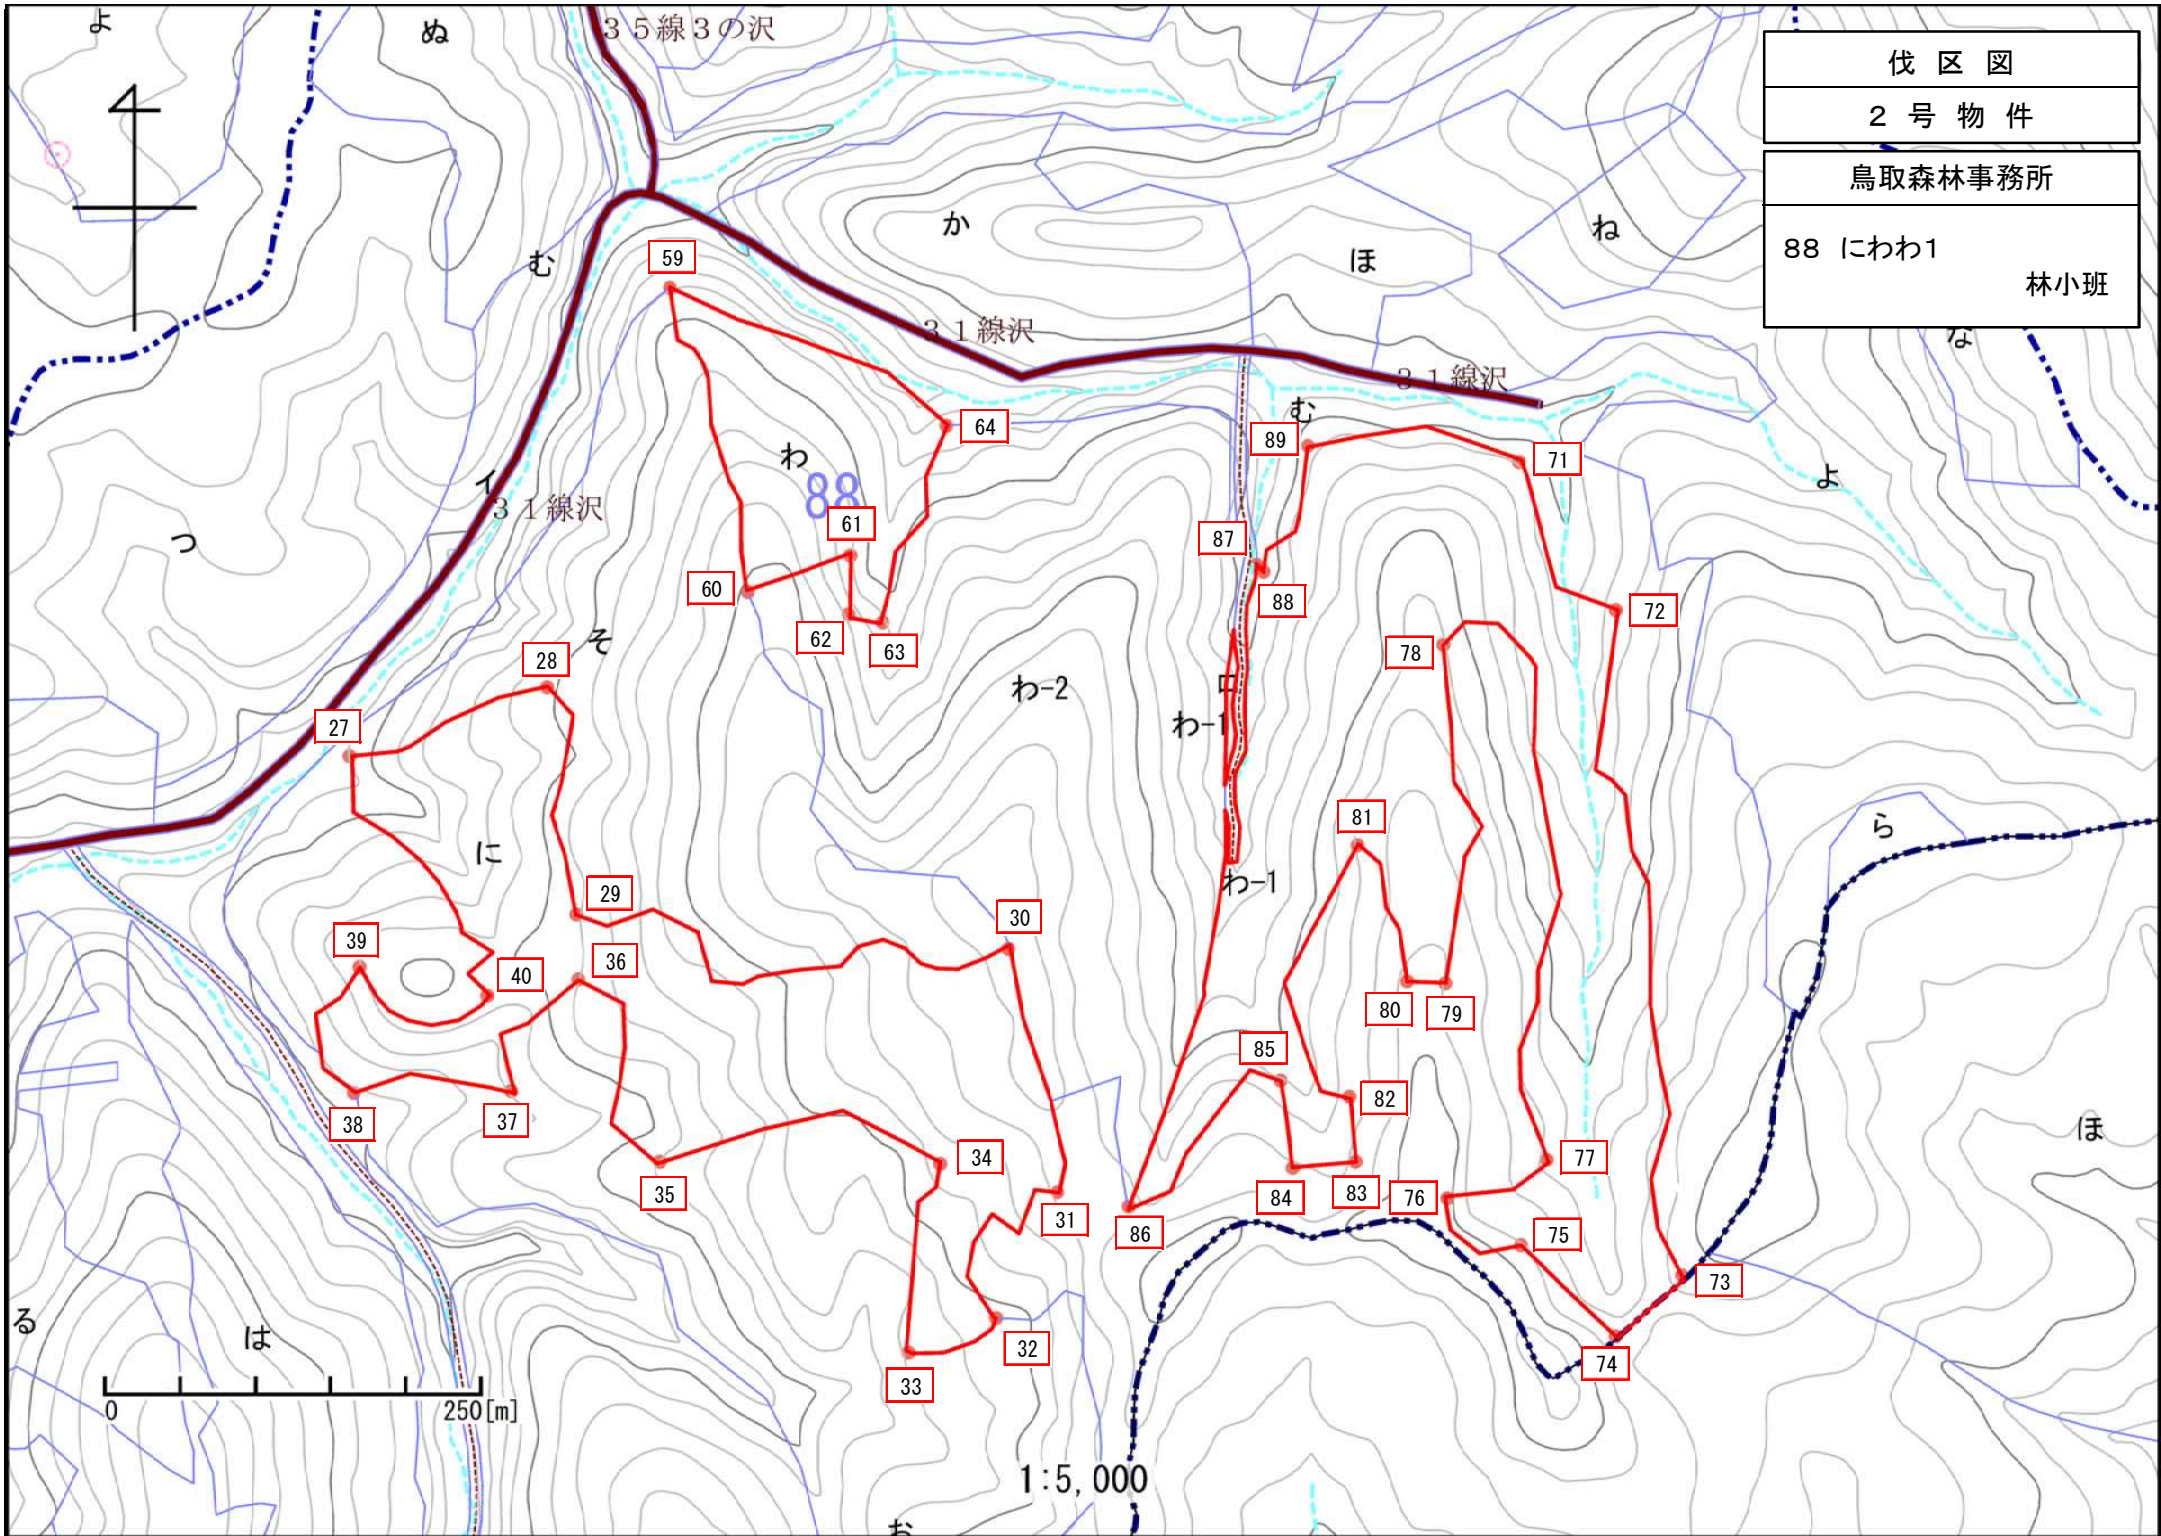 伐区図
２号物件
鳥取森林事務所
88 にわわ1
林小班
よ
ぬ
３５線３の沢
か
ね
ほ
む
59
３１線沢
な
３１線沢
む
64
89
71
わ
88
よ
イ
３１線沢
61
つ
87
60
88
72
62
63
そ
28
78
わ-2
ロ
27
わ-1
81
ら
に
わ-1
29
30
39
36
40
80
79
85
82
38
37
ほ
34
77
35
84
83
76
31
86
75
73
る
は
32
74
33
0
250[m]
1:5,000
お